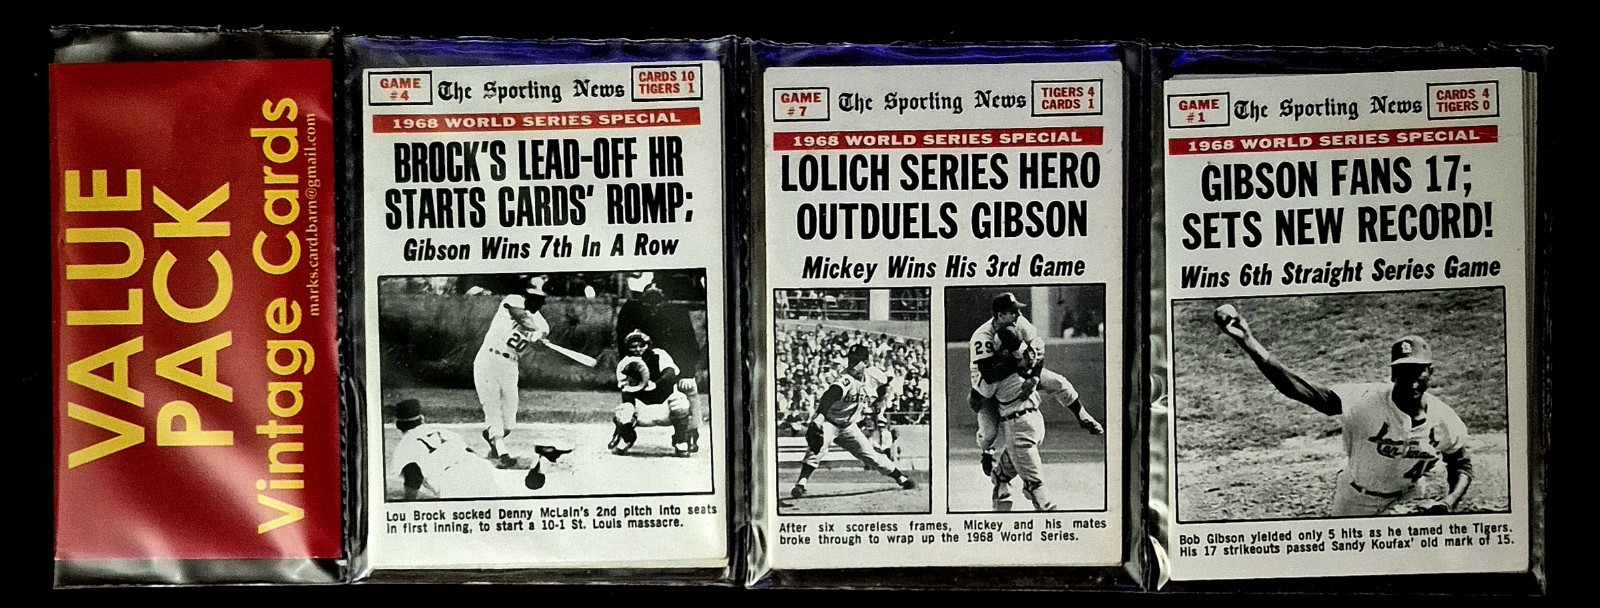 VALUE
PACK
Vintage Cards
marks.card.barn@gmail.com
GAME
#4
The Sporting News
CARDS 10
TIGERS 1
1968 WORLD SERIES SPECIAL
BROCK'S LEAD-OFF HR
STARTS CARDS' ROMP;
Gibson Wins 7th In A Row
20
17
Lou Brock socked Denny McLain's 2nd pitch into seats
in first inning, to start a 10-1 St. Louis massacre.
GAME
#7
The Sporting News
TIGERS 4
CARDS 1
1968 WORLD SERIES SPECIAL
LOLICH SERIES HERO
OUTDUELS GIBSON
Mickey Wins His 3rd Game
29
After six scoreless frames, Mickey and his mates
broke through to wrap up the 1968 World Series.
GAME
#1
The Sporting News
CARDS 4
TIGERS 0
1968 WORLD SERIES SPECIAL
GIBSON FANS 17;
SETS NEW RECORD!
Wins 6th Straight Series Game
Cardinals
45
Bob Gibson yielded only 5 hits as he tamed the Tigers.
His 17 strikeouts passed Sandy Koufax' old mark of 15.